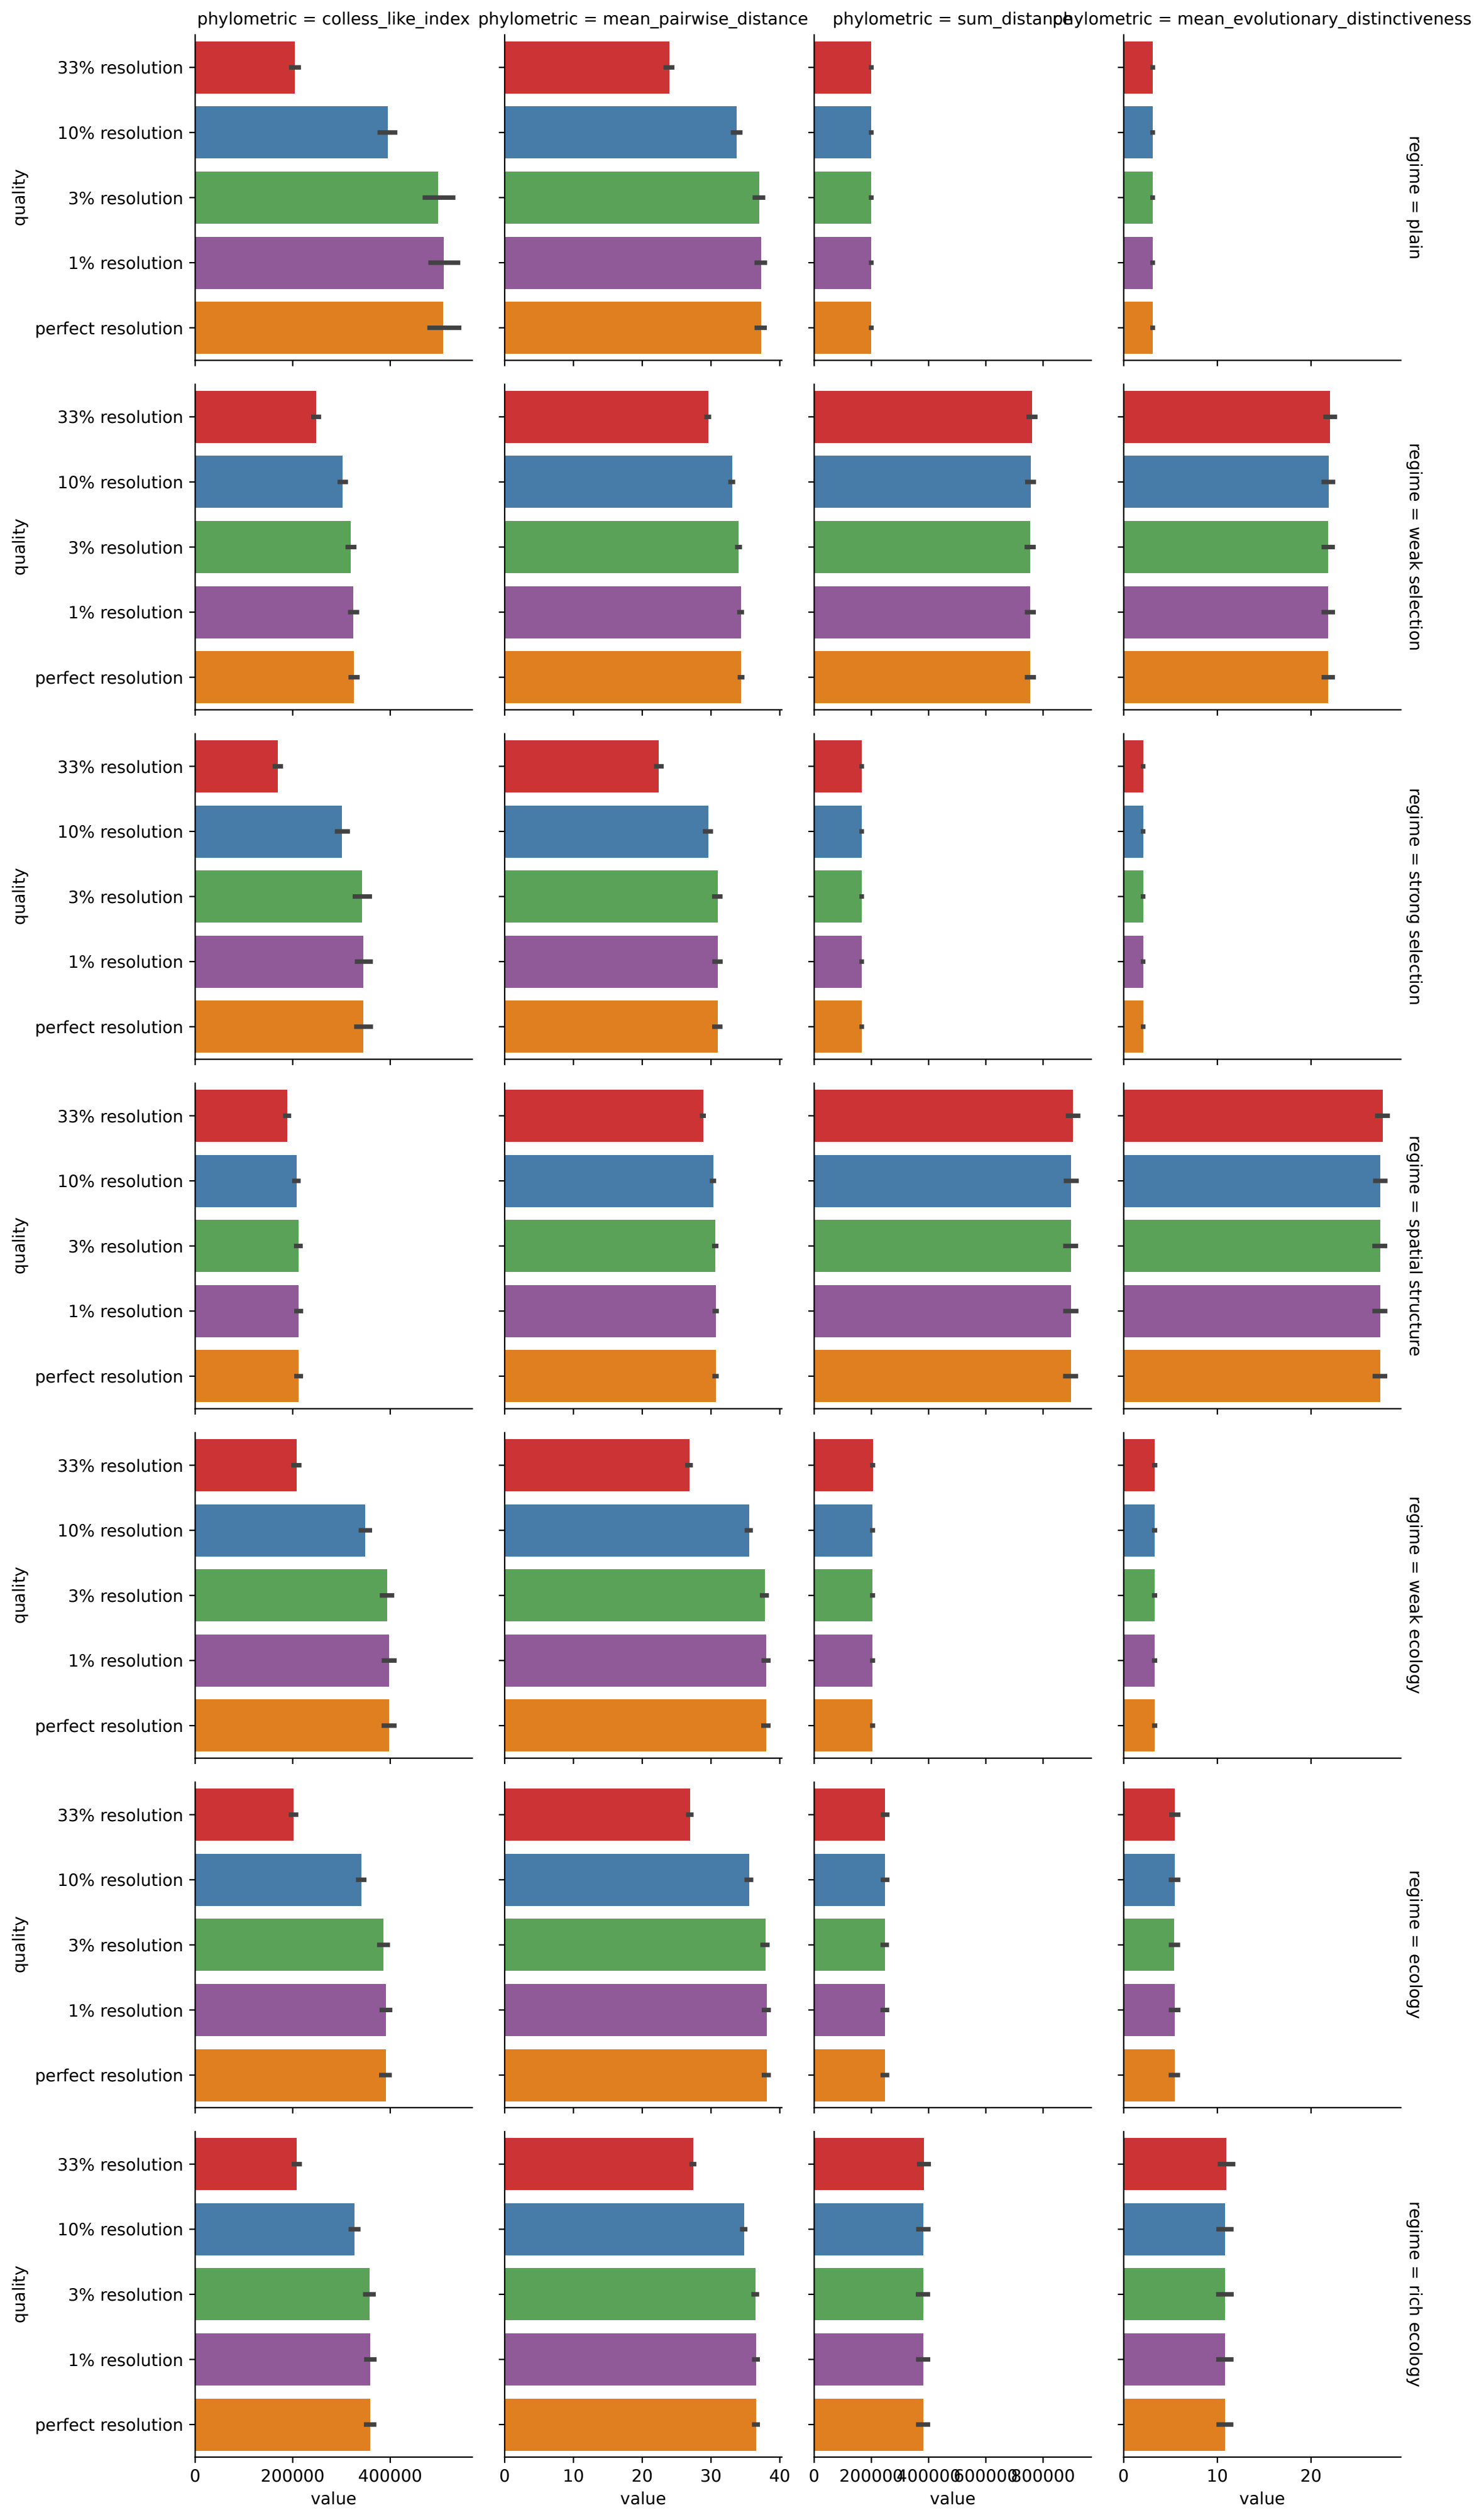 phylometric = colless_like_index
phylometric = mean_pairwise_distance
phylometric = sum_distance
phylometric = mean_evolutionary_distinctiveness
quality
33% resolution
10% resolution
3% resolution
1% resolution
perfect resolution
regime = plain
quality
33% resolution
10% resolution
3% resolution
1% resolution
perfect resolution
regime = weak selection
quality
33% resolution
10% resolution
3% resolution
1% resolution
perfect resolution
regime = strong selection
quality
33% resolution
10% resolution
3% resolution
1% resolution
perfect resolution
regime = spatial structure
quality
33% resolution
10% resolution
3% resolution
1% resolution
perfect resolution
regime = weak ecology
quality
33% resolution
10% resolution
3% resolution
1% resolution
perfect resolution
regime = ecology
quality
33% resolution
10% resolution
3% resolution
1% resolution
perfect resolution
regime = rich ecology
0 200000 400000
value
0 10 20 30 40
value
0 200000 400000 600000 800000
value
0 10 20
value